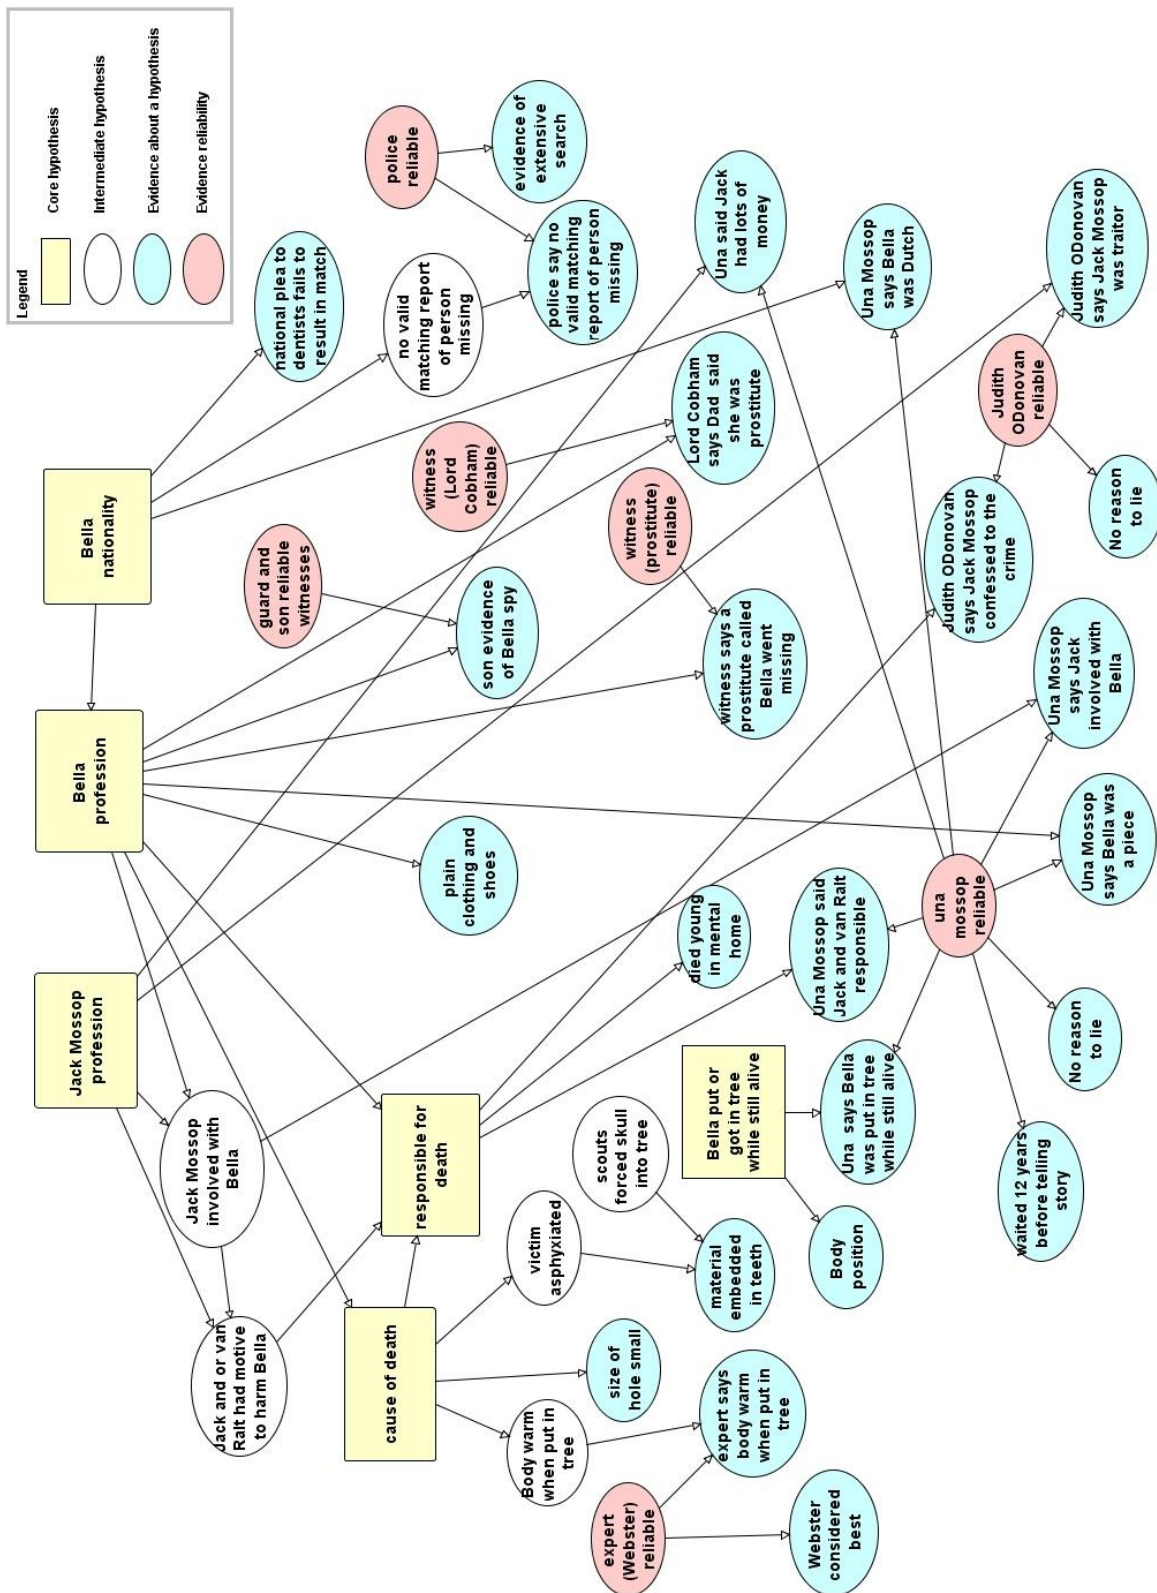 Legend
Core hypothesis
Intermediate hypothesis
Evidence about a hypothesis
Evidence reliability
Jack Mossop
profession
Bella
profession
Bella
nationality
national plea to
dentists fails to
result in match
guard and
son reliable
witnesses
Jack Mossop
involved with
Bella
Jack and or van
Ralt had motive
to harm Bella
no valid
matching report
of person
missing
police
reliable
witness
(Lord
Cobham)
reliable
son evidence
of Bella spy
plain
clothing and
shoes
responsible for
death
cause of death
evidence of
extensive
search
police say no
valid matching
report of person
missing
victim
asphyxiated
Body warm
when put in
tree
scouts
forced skull
into tree
size of
hole small
witness
(prostitute)
reliable
expert
(Webster)
reliable
Una said Jack
had lots of
money
Lord Cobham
says Dad said
she was
prostitute
witness says a
prostitute called
Bella went
missing
died young
in mental
home
Bella put or
got in tree
while still alive
material
embedded
in teeth
expert says
body warm
when put in
tree
Una Mossop
says Bella
was Dutch
Una Mossop said
Jack and van Ralt
responsible
Una says Bella
was put in tree
while still alive
Body
position
Webster
considered
best
Judith ODonovan
reliable
Judith ODonovan
says Jack Mossop
confessed to the
crime
una
mossop
reliable
Judith ODonovan
says Jack Mossop
was traitor
No reason
to lie
Una Mossop
says Jack
involved with
Bella
Una Mossop
says Bella was
a piece
No reason
to lie
waited 12 years
before telling
story